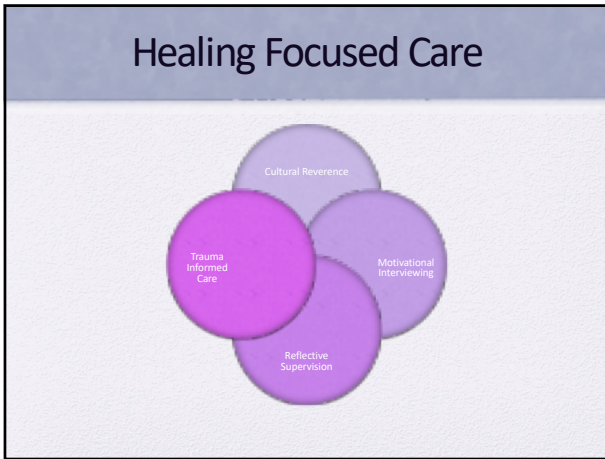 Healing Focused Care
Cultural Reverence
Trauma
Informed
Care
Motivational
Interviewing
Reflective
Supervision